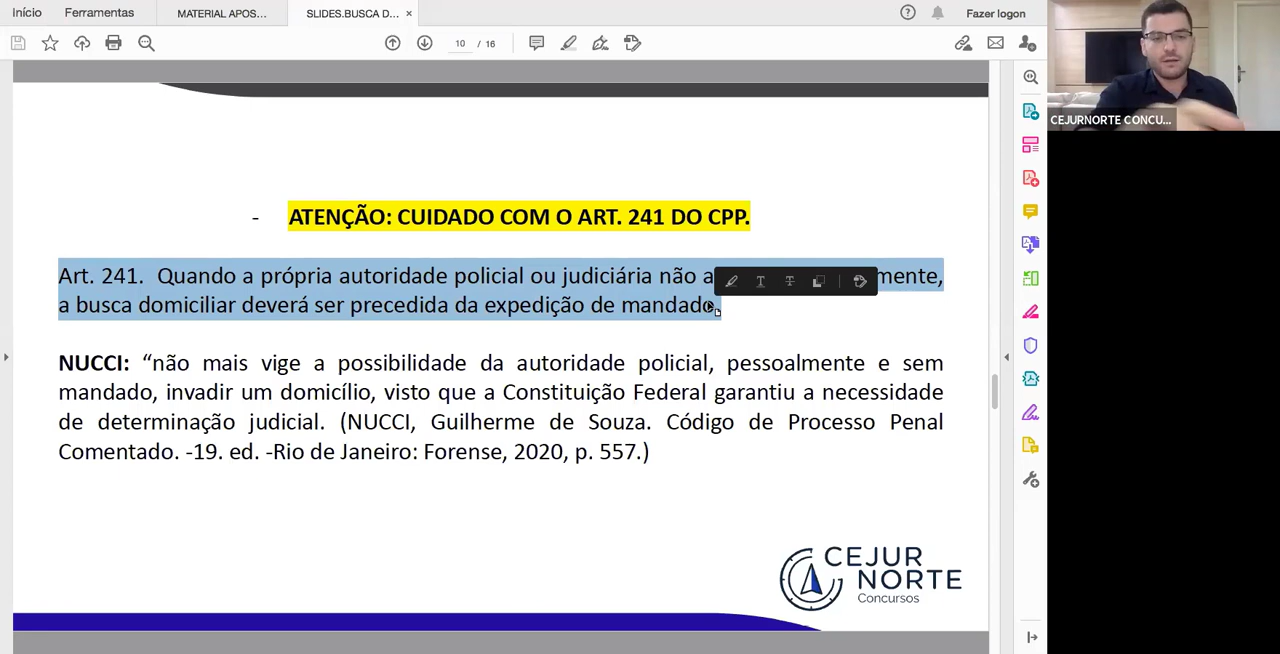 Início
Ferramentas
MATERIAL APOS...
SLIDES.BUSCA D... ×
Fazer logon
10 / 16
CEJURNORTE CONCU...
- ATENÇÃO: CUIDADO COM O ART. 241 DO CPP.
Art. 241. Quando a própria autoridade policial ou judiciária não a mente,
a busca domiciliar deverá ser precedida da expedição de mandado.
NUCCI: “não mais vige a possibilidade da autoridade policial, pessoalmente e sem
mandado, invadir um domicílio, visto que a Constituição Federal garantiu a necessidade
de determinação judicial. (NUCCI, Guilherme de Souza. Código de Processo Penal
Comentado. -19. ed. -Rio de Janeiro: Forense, 2020, p. 557.)
CEJUR
NORTE
Concursos